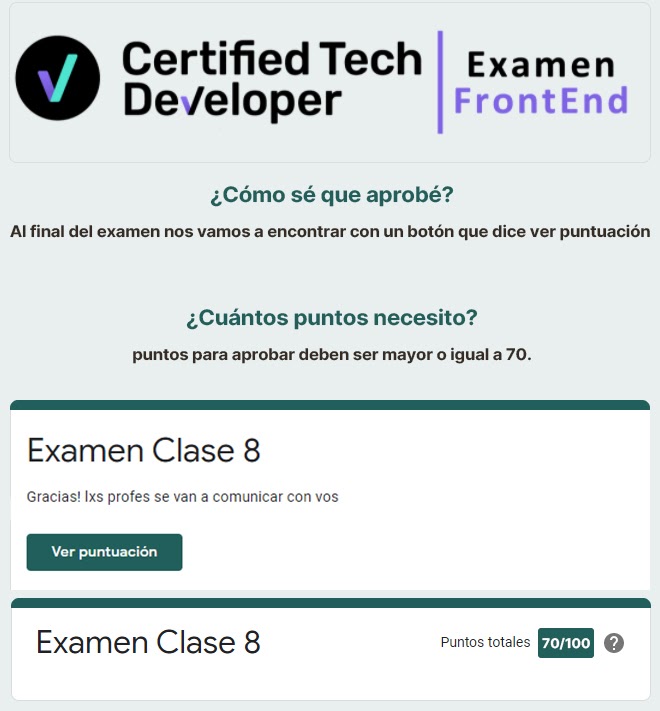 Certified Tech
Developer
Examen
FrontEnd
¿Cómo sé que aprobé?
Al final del examen nos vamos a encontrar con un botón que dice ver puntuación
¿Cuántos puntos necesito?
puntos para aprobar deben ser mayor o igual a 70.
Examen Clase 8
Gracias! lxs profes se van a comunicar con vos
Ver puntuación
Examen Clase 8
Puntos totales 70/100 ?